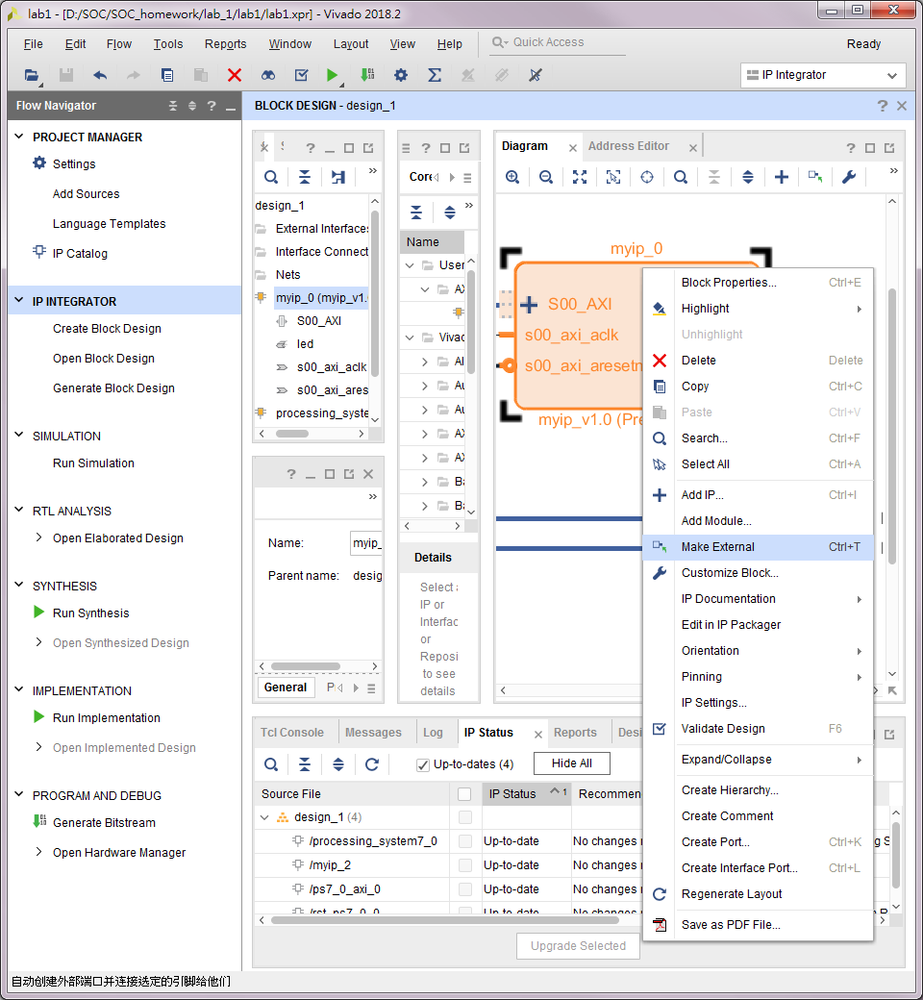 lab1 - [D:/SOC/SOC_homework/lab_1/lab1/lab1.xpr] - Vivado 2018.2
File Edit Flow Tools Reports Window Layout View Help Quick Access Ready
IP Integrator
Flow Navigator
PROJECT MANAGER
Settings
Add Sources
Language Templates
IP Catalog
IP INTEGRATOR
Create Block Design
Open Block Design
Generate Block Design
SIMULATION
Run Simulation
RTL ANALYSIS
Open Elaborated Design
SYNTHESIS
Run Synthesis
Open Synthesized Design
IMPLEMENTATION
Run Implementation
Open Implemented Design
PROGRAM AND DEBUG
Generate Bitstream
Open Hardware Manager
BLOCK DESIGN - design_1
design_1
External Interfaces
Interface Connect
Nets
myip_0 (myip_v1.
S00_AXI
led
s00_axi_aclk
s00_axi_ares
processing_syste
Name: myip_
Parent name: desig
General P
Core
Name
User
AX
Vivad
Al
Au
Au
AX
AX
Ba
Ba
Details
Select a
IP or
Interfac
or
Reposi
to see
details
Diagram Address Editor
myip_0
S00_AXI
s00_axi_aclk
s00_axi_aresetn
myip_v1.0 (Pre
Block Properties... Ctrl+E
Highlight
Unhighlight
Delete Delete
Copy Ctrl+C
Paste Ctrl+V
Search... Ctrl+F
Select All Ctrl+A
Add IP... Ctrl+I
Add Module...
Make External Ctrl+T
Customize Block...
IP Documentation
Edit in IP Packager
Orientation
Pinning
IP Settings...
Validate Design F6
Expand/Collapse
Create Hierarchy...
Create Comment
Create Port... Ctrl+K
Create Interface Port... Ctrl+L
Regenerate Layout
Save as PDF File...
Tcl Console Messages Log IP Status Reports Desi
Up-to-dates (4) Hide All
Source File IP Status 1 Recommen
design_1 (4)
/processing_system7_0 Up-to-date No changes
/myip_2 Up-to-date No changes
/ps7_0_axi_0 Up-to-date No changes
/rst_ps7_0_0 Up-to-date No changes
Upgrade Selected
自动创建外部端口并连接选定的引脚给他们